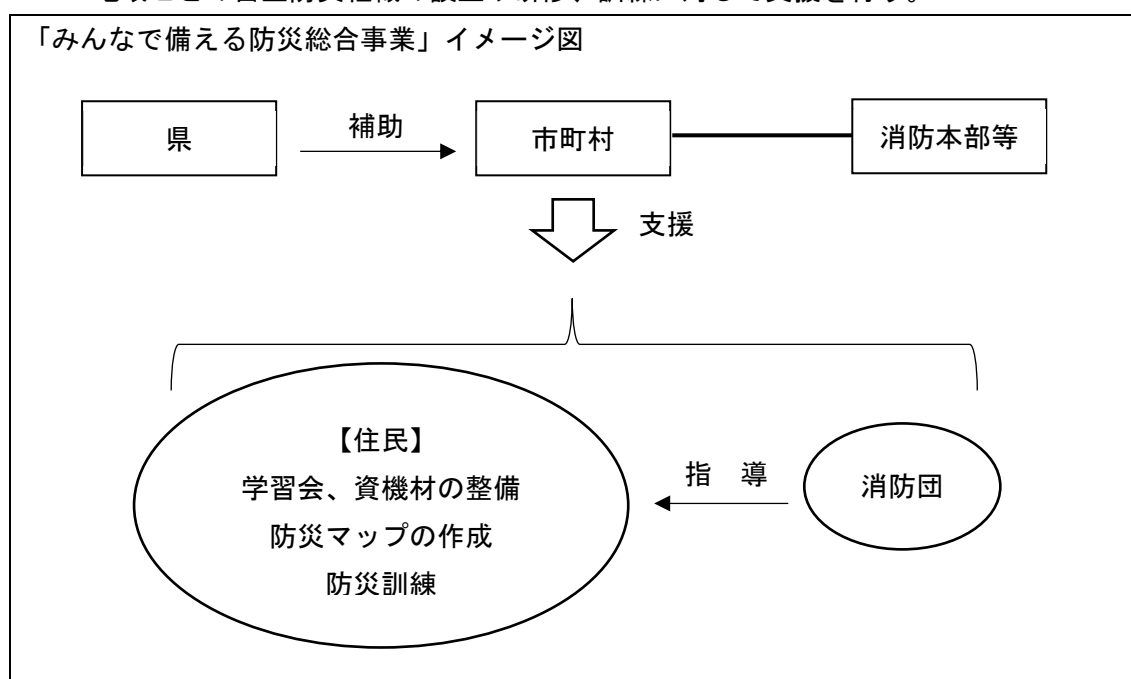 「みんなで備える防災総合事業」イメージ図
県
補助
市町村
消防本部等
支援
【住民】
学習会、資機材の整備
防災マップの作成
防災訓練
指　導
消防団